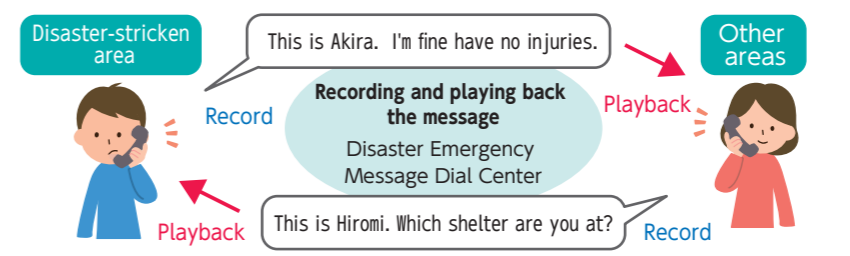 Disaster-stricken
area
This is Akira.  I'm fine have no injuries.
Other
areas
Record
Recording and playing back
the message
Playback
Disaster Emergency
Message Dial Center
Playback
This is Hiromi. Which shelter are you at?
Record